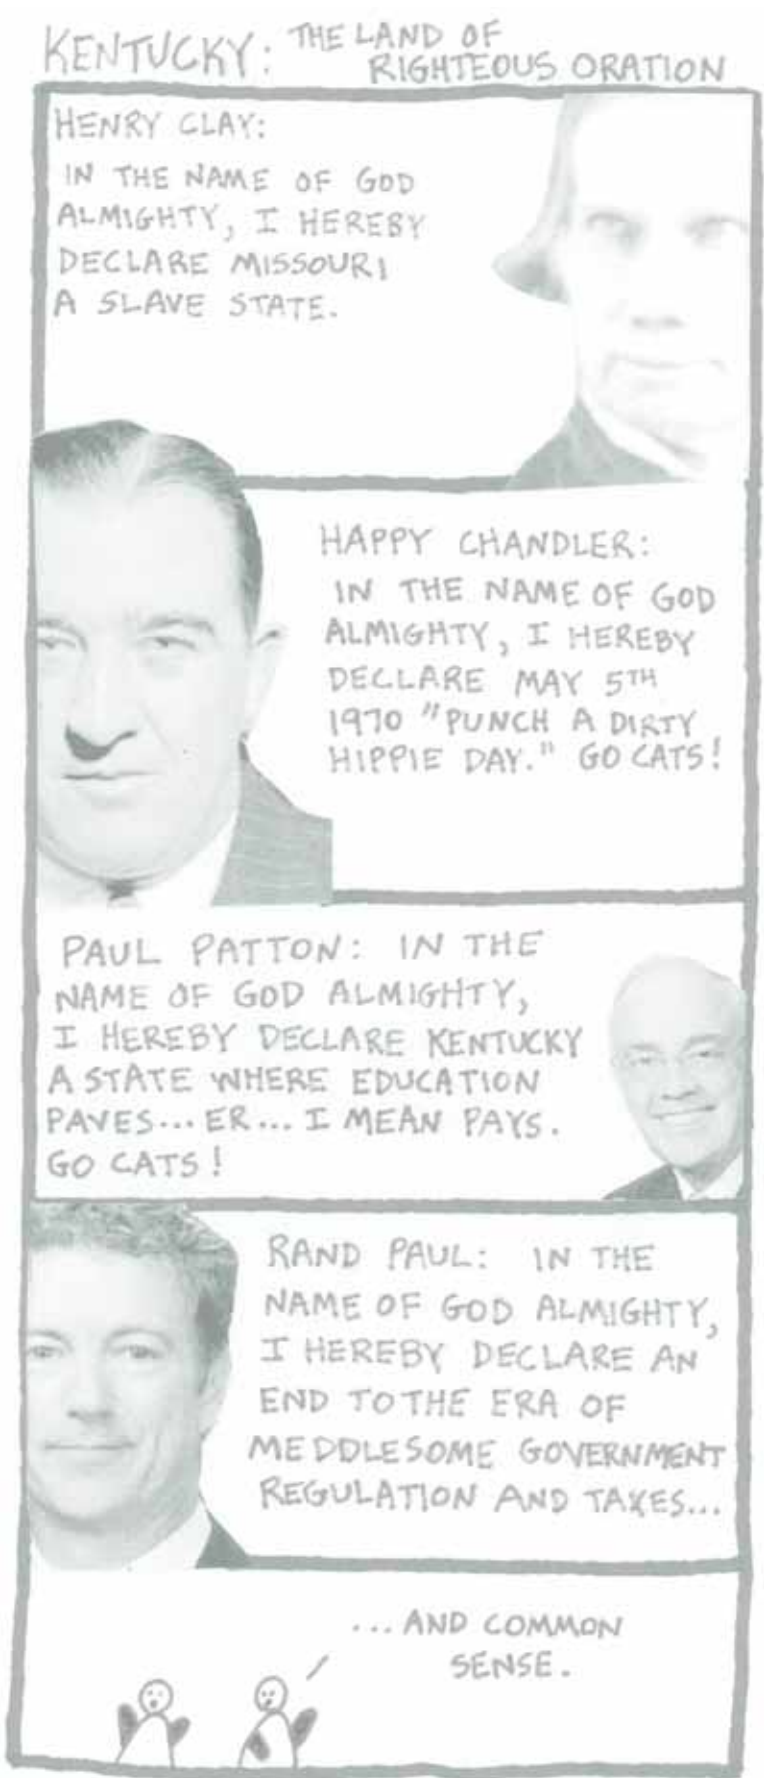 KENTUCKY: THE LAND OF
RIGHTEOUS ORATION
HENRY CLAY:
IN THE NAME OF GOD
ALMIGHTY, I HEREBY
DECLARE MISSOURI
A SLAVE STATE.
HAPPY CHANDLER:
IN THE NAME OF GOD
ALMIGHTY, I HEREBY
DECLARE MAY 5TH
1970 "PUNCH A DIRTY
HIPPIE DAY." GO CATS!
PAUL PATTON: IN THE
NAME OF GOD ALMIGHTY,
I HEREBY DECLARE KENTUCKY
A STATE WHERE EDUCATION
PAVES... ER... I MEAN PAYS.
GO CATS!
RAND PAUL: IN THE
NAME OF GOD ALMIGHTY,
I HEREBY DECLARE AN
END TO THE ERA OF
MEDDLESOME GOVERNMENT
REGULATION AND TAXES...
...AND COMMON
SENSE.